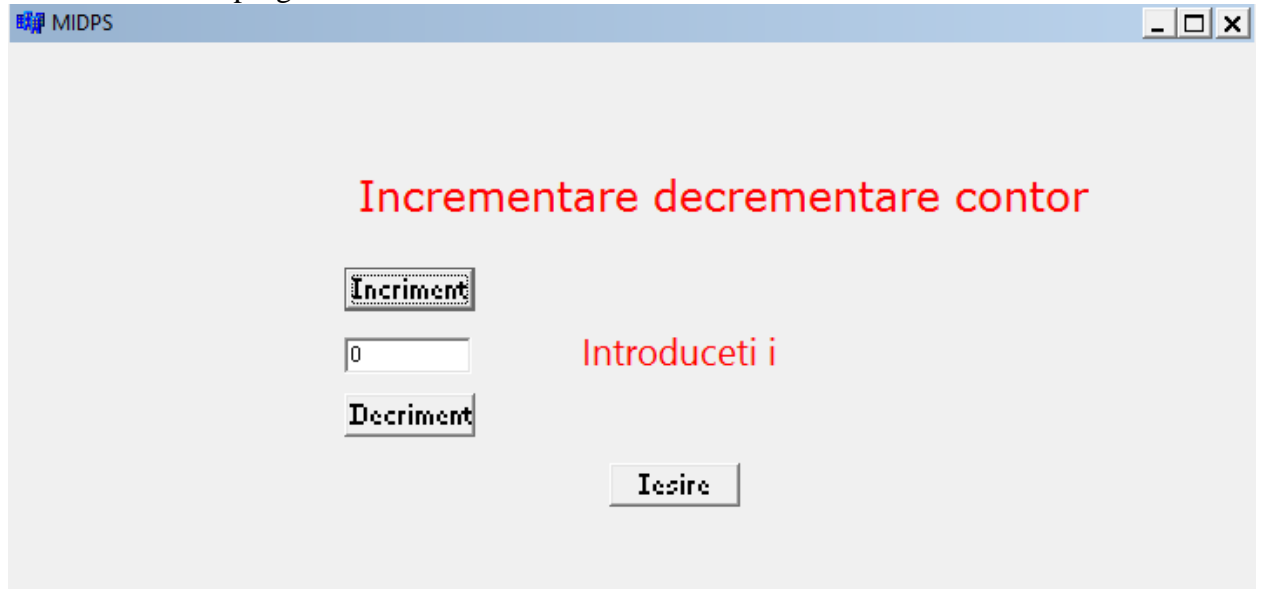 MIDPS
Incrementare decrementare contor
Incriment
0
Introduceti i
Decriment
Iesire